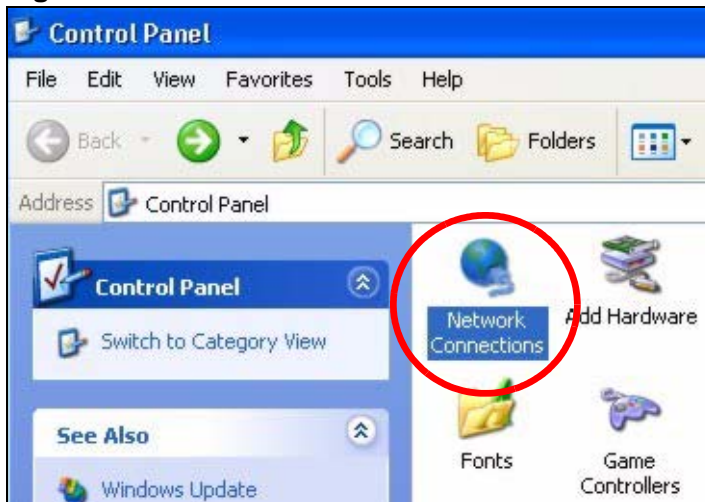 Control Panel
File Edit View Favorites Tools Help
Back Search Folders
Address Control Panel
Control Panel
Switch to Category View
See Also
Windows Update
Network
Connections
Add Hardware
Fonts
Game
Controllers